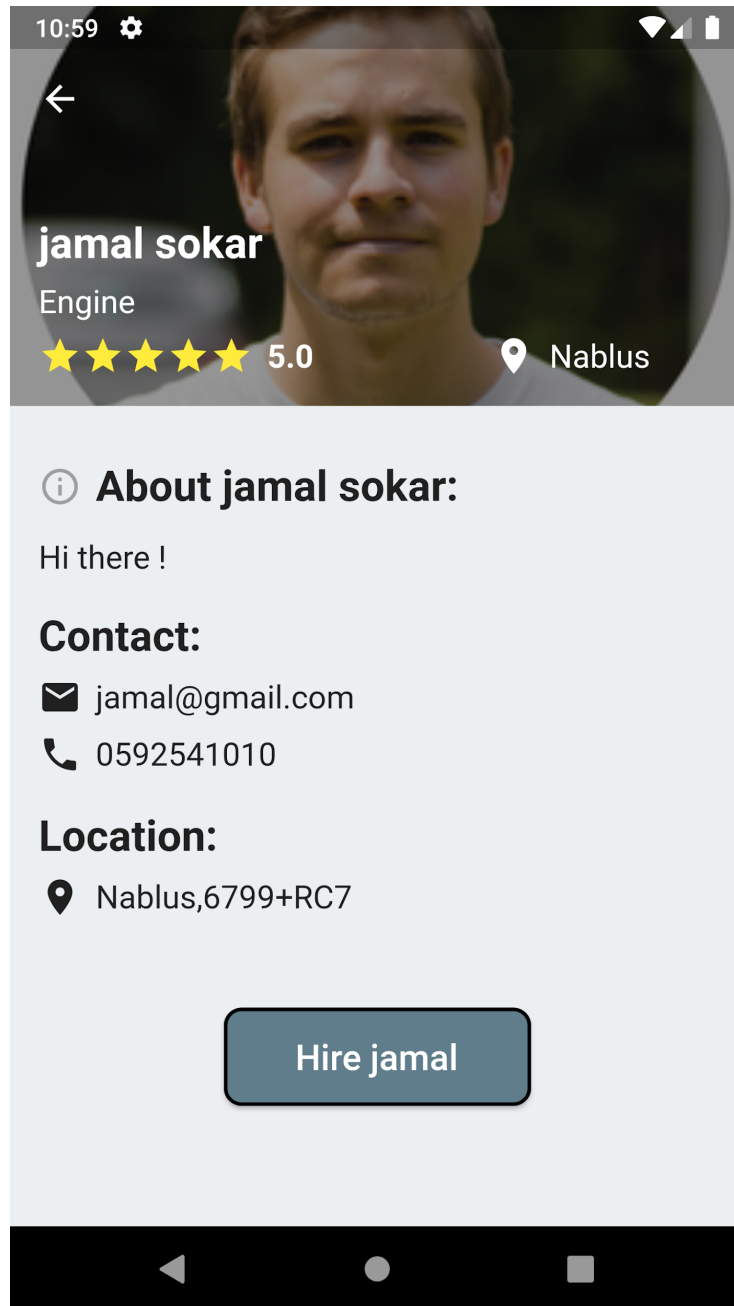 10:59
jamal sokar
Engine
5.0
Nablus
About jamal sokar:
Hi there !
Contact:
jamal@gmail.com
0592541010
Location:
Nablus,6799+RC7
Hire jamal